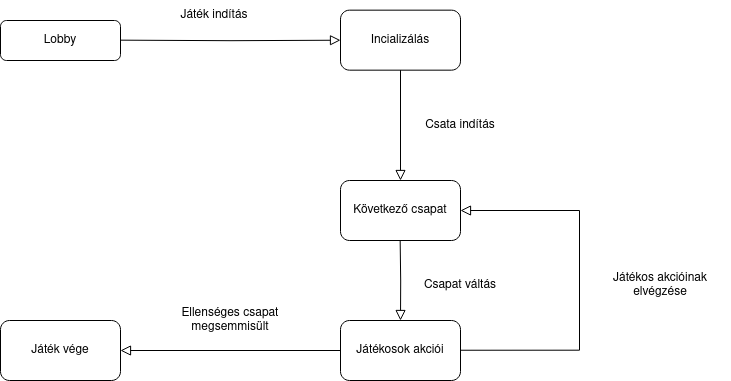 Játék indítás
Lobby
Incializálás
Csata indítás
Következő csapat
Csapat váltás
Játékos akcióinak
elvégzése
Ellenséges csapat
megsemmisült
Játék vége
Játékosok akciói